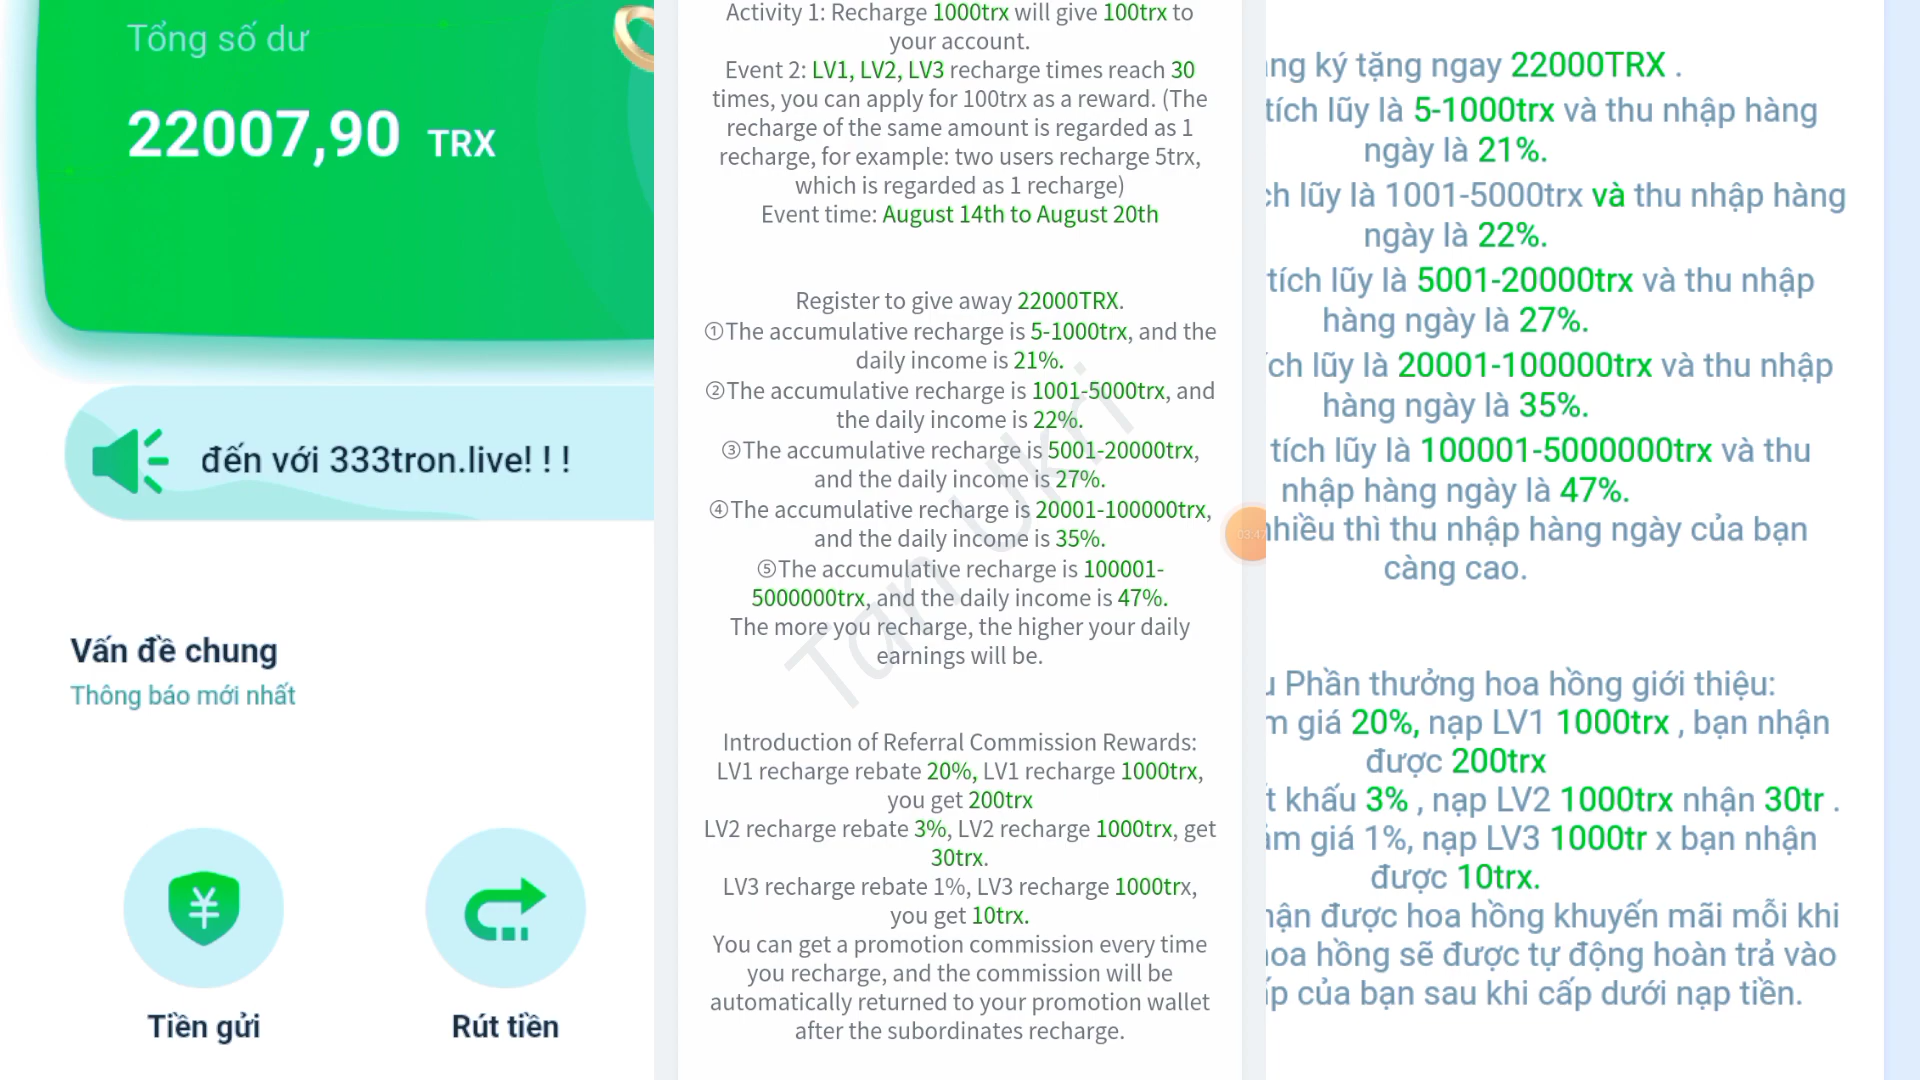 Tổng số dư
22007,90 TRX
đến với 333tron.live! ! !
Vấn đề chung
Thông báo mới nhất
¥
Tiền gửi
Rút tiền
Activity 1: Recharge 1000trx will give 100trx to
your account.
Event 2: LV1, LV2, LV3 recharge times reach 30
times, you can apply for 100trx as a reward. (The
recharge of the same amount is regarded as 1
recharge, for example: two users recharge 5trx,
which is regarded as 1 recharge)
Event time: August 14th to August 20th
Register to give away 22000TRX.
①The accumulative recharge is 5-1000trx, and the
daily income is 21%.
②The accumulative recharge is 1001-5000trx, and
the daily income is 22%.
③The accumulative recharge is 5001-20000trx,
and the daily income is 27%.
④The accumulative recharge is 20001-100000trx,
and the daily income is 35%.
⑤The accumulative recharge is 100001-
5000000trx, and the daily income is 47%.
The more you recharge, the higher your daily
earnings will be.
Tan Ukri
Introduction of Referral Commission Rewards:
LV1 recharge rebate 20%, LV1 recharge 1000trx,
you get 200trx
LV2 recharge rebate 3%, LV2 recharge 1000trx, get
30trx.
LV3 recharge rebate 1%, LV3 recharge 1000trx,
you get 10trx.
You can get a promotion commission every time
you recharge, and the commission will be
automatically returned to your promotion wallet
after the subordinates recharge.
ký tặng ngay 22000TRX .
tích lũy là 5-1000trx và thu nhập hàng
ngày là 21%.
lũy là 1001-5000trx và thu nhập hàng
ngày là 22%.
tích lũy là 5001-20000trx và thu nhập
hàng ngày là 27%.
lũy là 20001-100000trx và thu nhập
hàng ngày là 35%.
tích lũy là 100001-5000000trx và thu
nhập hàng ngày là 47%.
nhiều thì thu nhập hàng ngày của bạn
càng cao.
Phần thưởng hoa hồng giới thiệu:
giá 20%, nạp LV1 1000trx , bạn nhận
được 200trx
khấu 3% , nạp LV2 1000trx nhận 30tr .
giá 1%, nạp LV3 1000tr x bạn nhận
được 10trx.
được hoa hồng khuyến mãi mỗi khi
hoa hồng sẽ được tự động hoàn trả vào
của bạn sau khi cấp dưới nạp tiền.